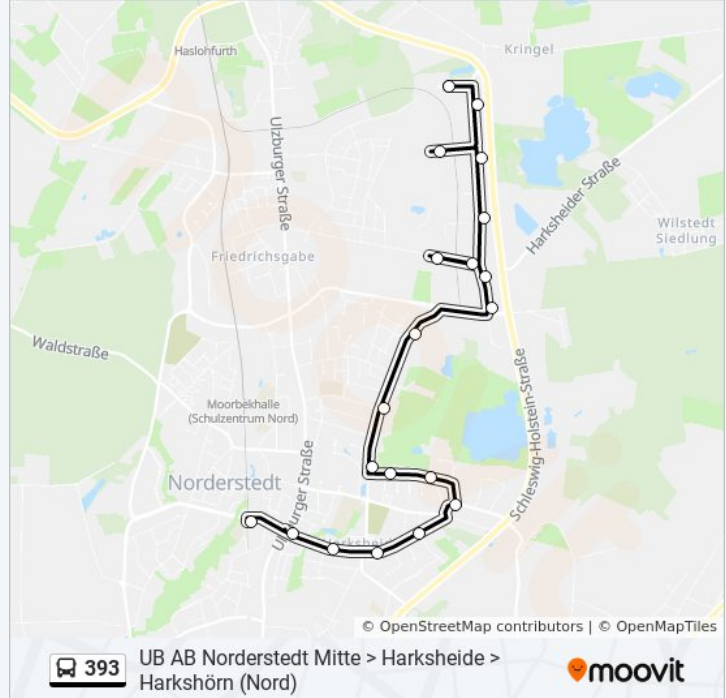 Haslohfurth
Kringel
Ulzburger Straße
Harksheider Straße
Wilstedt
Siedlung
Friedrichsgabe
Waldstraße
Moorbekhalle
(Schulzentrum Nord)
Schleswig-Holstein-Straße
Ulzburger Straße
Norderstedt
Harksheide
© OpenStreetMap contributors | © OpenMapTiles
393
UB AB Norderstedt Mitte > Harksheide >
Harkshörn (Nord)
moovit